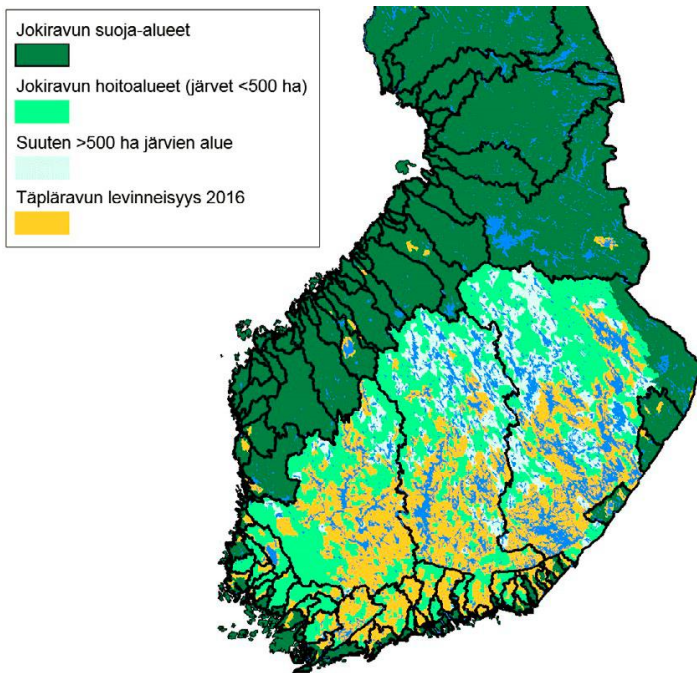 Jokiravun suoja-alueet
Jokiravun hoitoalueet (järvet <500 ha)
Suuten >500 ha järvien alue
Täpläravun levinneisyys 2016